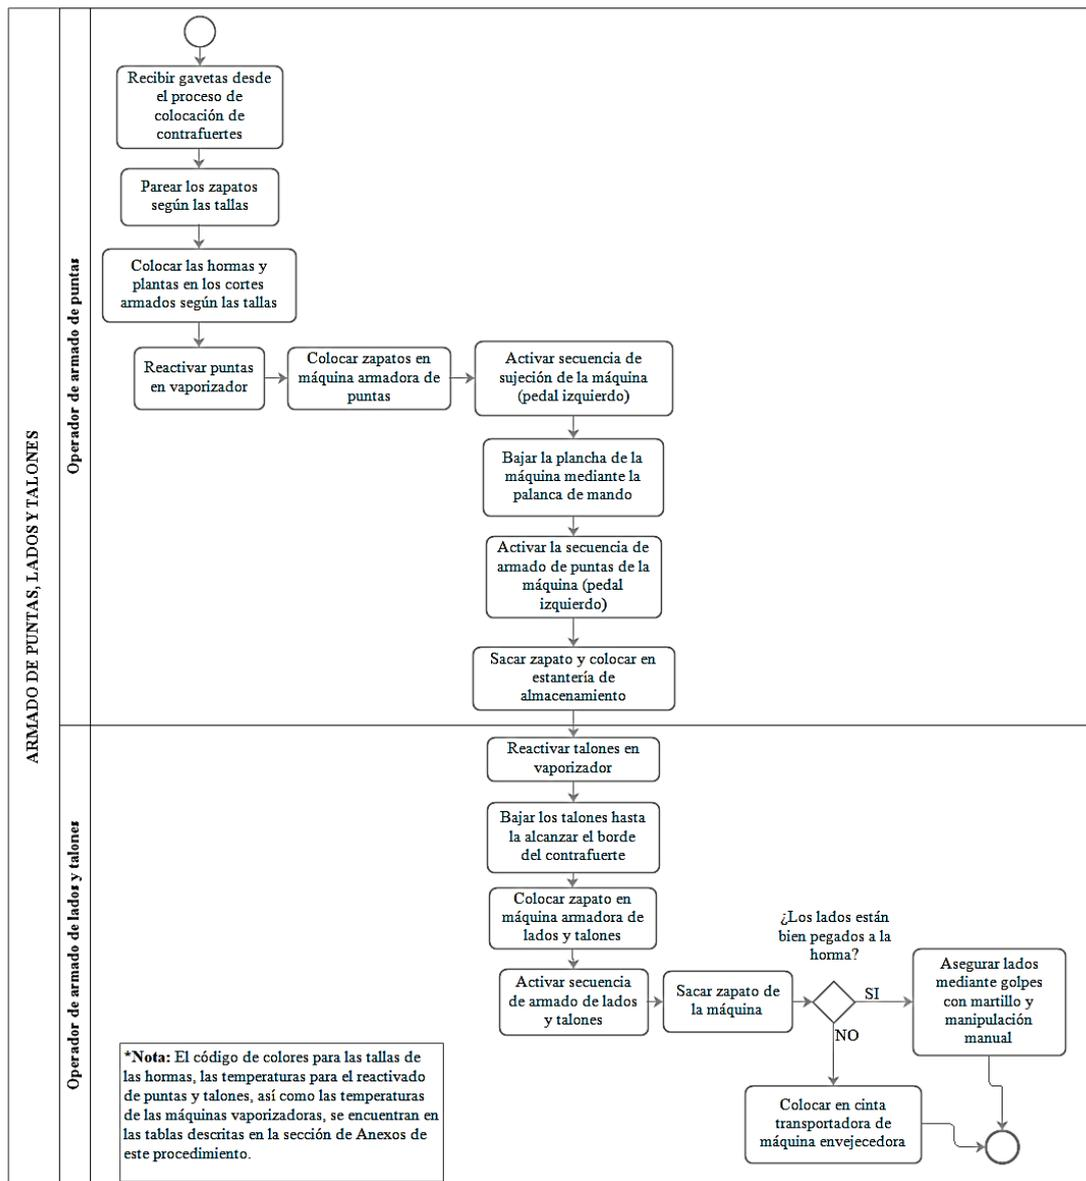 ARMADO DE PUNTAS, LADOS Y TALONES
Operador de armado de puntas
Recibir gavetas desde
el proceso de
colocación de
contrafuertes
Parear los zapatos
según las tallas
Colocar las hormas y
plantas en los cortes
armados según las tallas
Reactivar puntas
en vaporizador
Colocar zapatos en
máquina armadora de
puntas
Activar secuencia de
sujeción de la máquina
(pedal izquierdo)
Bajar la plancha de la
máquina mediante la
palanca de mando
Activar la secuencia de
armado de puntas de la
máquina (pedal
izquierdo)
Sacar zapato y colocar en
estantería de
almacenamiento
Operador de armado de lados y talones
Reactivar talones en
vaporizador
Bajar los talones hasta
la alcanzar el borde
del contrafuerte
Colocar zapato en
máquina armadora de
lados y talones
Activar secuencia
de armado de lados
y talones
Sacar zapato de
la máquina
¿Los lados están
bien pegados a la
horma?
SI
NO
Asegurar lados
mediante golpes
con martillo y
manipulación
manual
Colocar en cinta
transportadora de
máquina envejecedora
*Nota: El código de colores para las tallas de
las hormas, las temperaturas para el reactivado
de puntas y talones, así como las temperaturas
de las máquinas vaporizadoras, se encuentran en
las tablas descritas en la sección de Anexos de
este procedimiento.